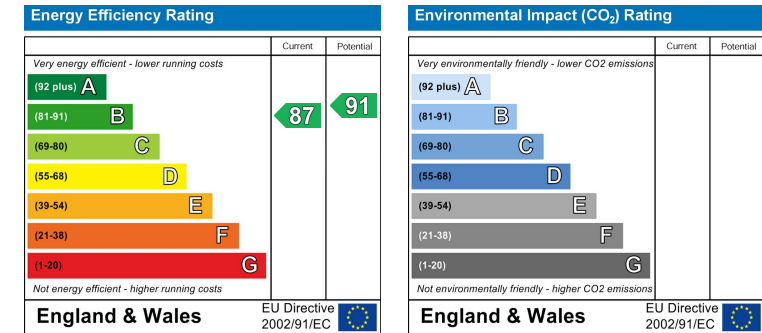 Energy Efficiency Rating
Current Potential
Very energy efficient - lower running costs
(92 plus) A
(81-91) B
87
91
(69-80) C
(55-68) D
(39-54) E
(21-38) F
(1-20) G
Not energy efficient - higher running costs
England & Wales
EU Directive
2002/91/EC
Environmental Impact (CO₂) Rating
Current Potential
Very environmentally friendly - lower CO2 emissions
(92 plus) A
(81-91) B
(69-80) C
(55-68) D
(39-54) E
(21-38) F
(1-20) G
Not environmentally friendly - higher CO2 emissions
England & Wales
EU Directive
2002/91/EC